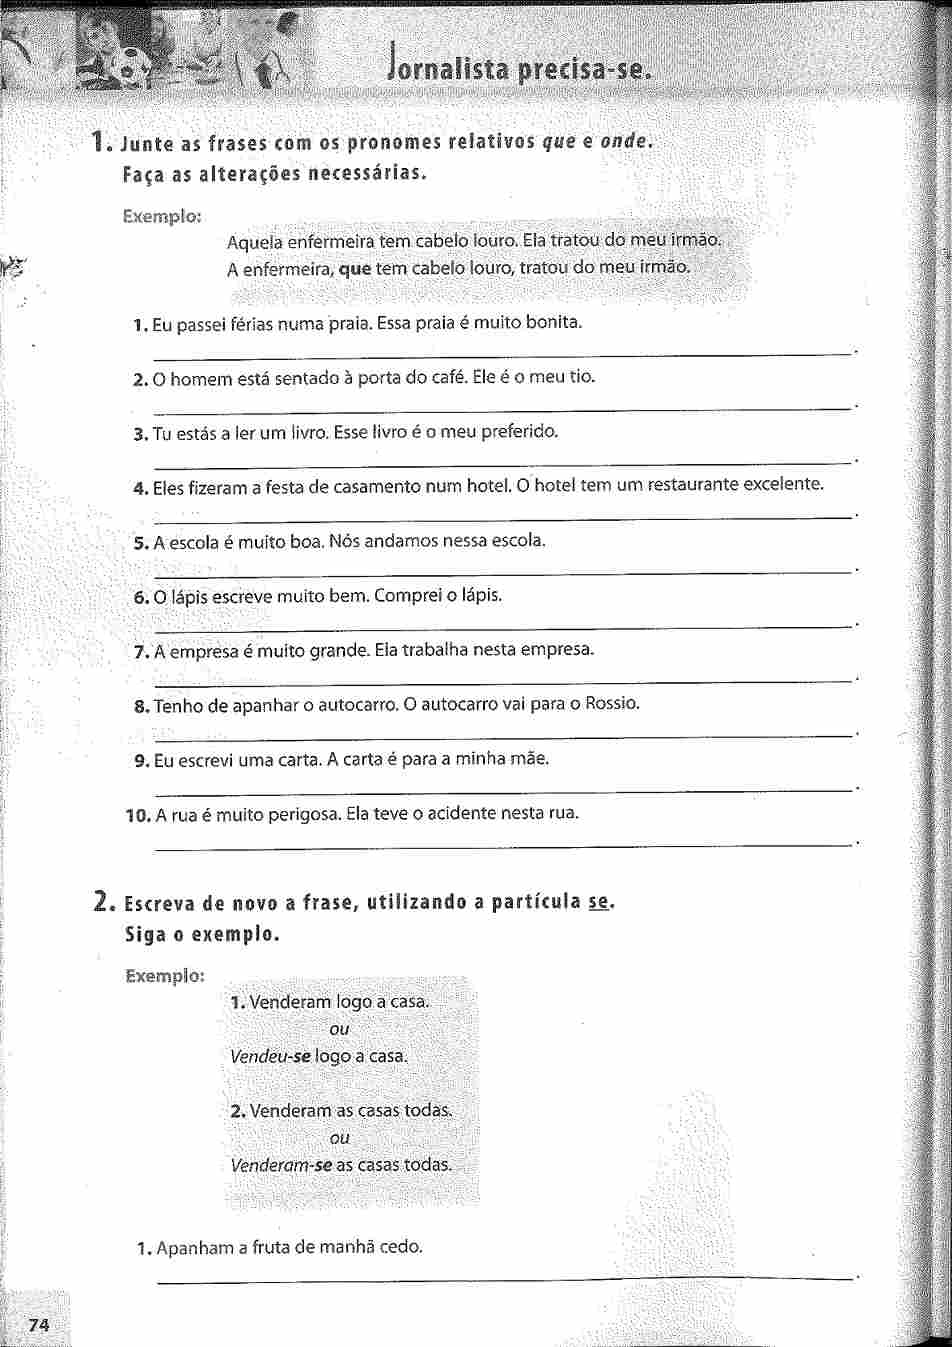 Jornalista precisa-se.
1. Junte as frases com os pronomes relativos que e onde.
Faça as alterações necessárias.
Exemplo:
Aquela enfermeira tem cabelo louro. Ela tratou do meu irmão.
A enfermeira, que tem cabelo louro, tratou do meu irmão.
1. Eu passei férias numa praia. Essa praia é muito bonita.
2. O homem está sentado à porta do café. Ele é o meu tio.
3. Tu estás a ler um livro. Esse livro é o meu preferido.
4. Eles fizeram a festa de casamento num hotel. O hotel tem um restaurante excelente.
5. A escola é muito boa. Nós andamos nessa escola.
6. O lápis escreve muito bem. Comprei o lápis.
7. A empresa é muito grande. Ela trabalha nesta empresa.
8. Tenho de apanhar o autocarro. O autocarro vai para o Rossio.
9. Eu escrevi uma carta. A carta é para a minha mãe.
10. A rua é muito perigosa. Ela teve o acidente nesta rua.
2. Escreva de novo a frase, utilizando a partícula se.
Siga o exemplo.
Exemplo:
1. Venderam logo a casa.
ou
Vendeu-se logo a casa.
2. Venderam as casas todas.
ou
Venderam-se as casas todas.
1. Apanham a fruta de manhã cedo.
74